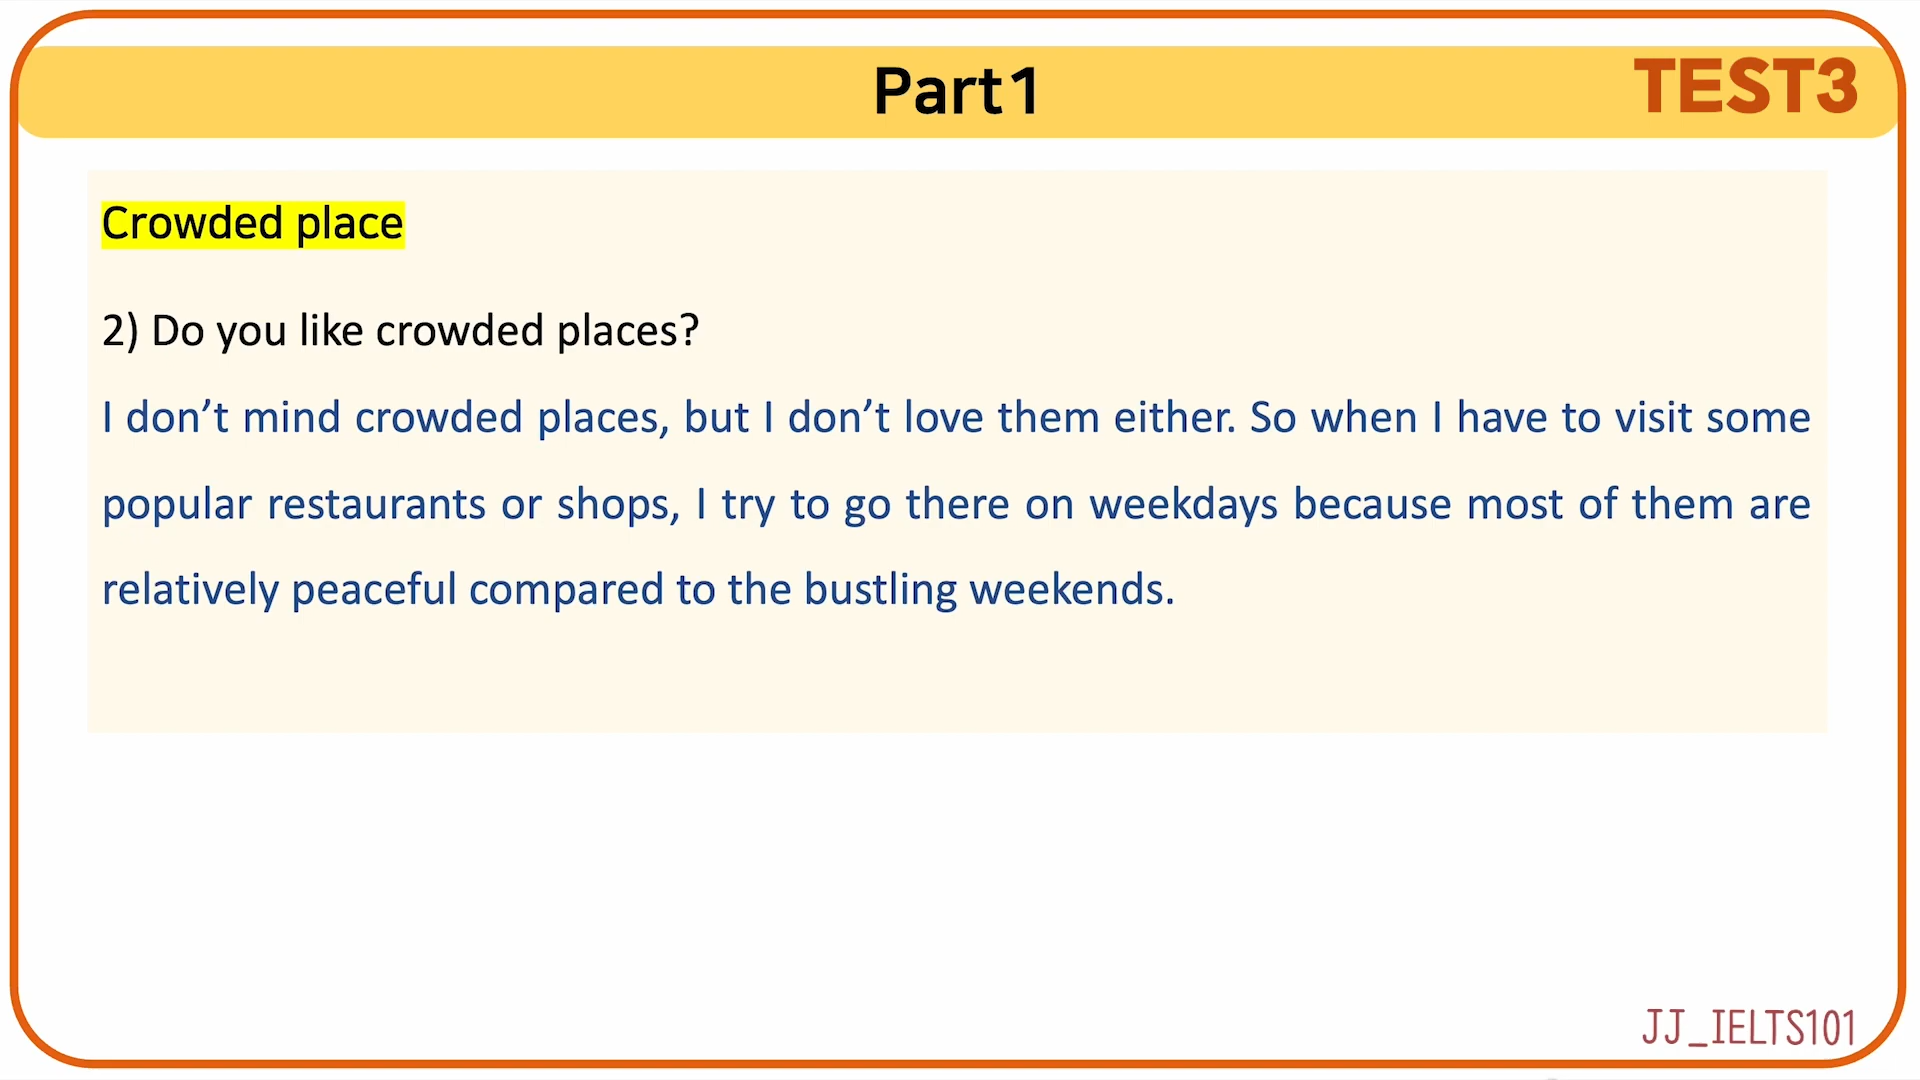 Part1
TEST3
Crowded place
2) Do you like crowded places?
I don’t mind crowded places, but I don’t love them either. So when I have to visit some
popular restaurants or shops, I try to go there on weekdays because most of them are
relatively peaceful compared to the bustling weekends.
JJ_IELTS101